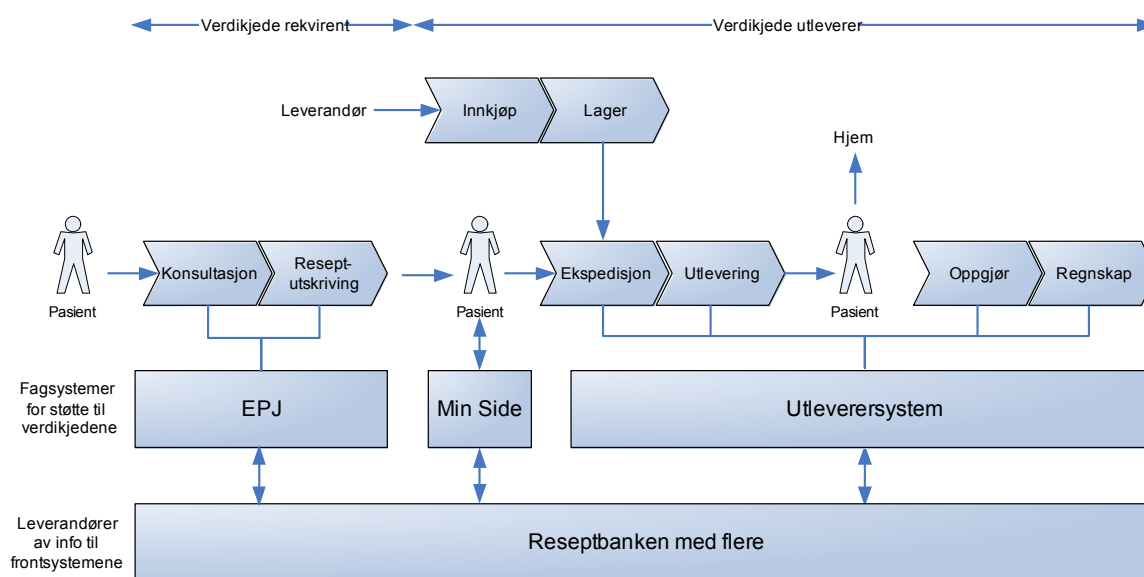 Verdikjede rekvirent
Verdikjede utleverer
Leverandør
Innkjøp
Lager
Hjem
Pasient
Konsultasjon
Resept-
utskriving
Pasient
Ekspedisjon
Utlevering
Pasient
Oppgjør
Regnskap
Fagsystemer
for støtte til
verdikjedene
EPJ
Min Side
Utleverersystem
Leverandører
av info til
frontsystemene
Reseptbanken med flere